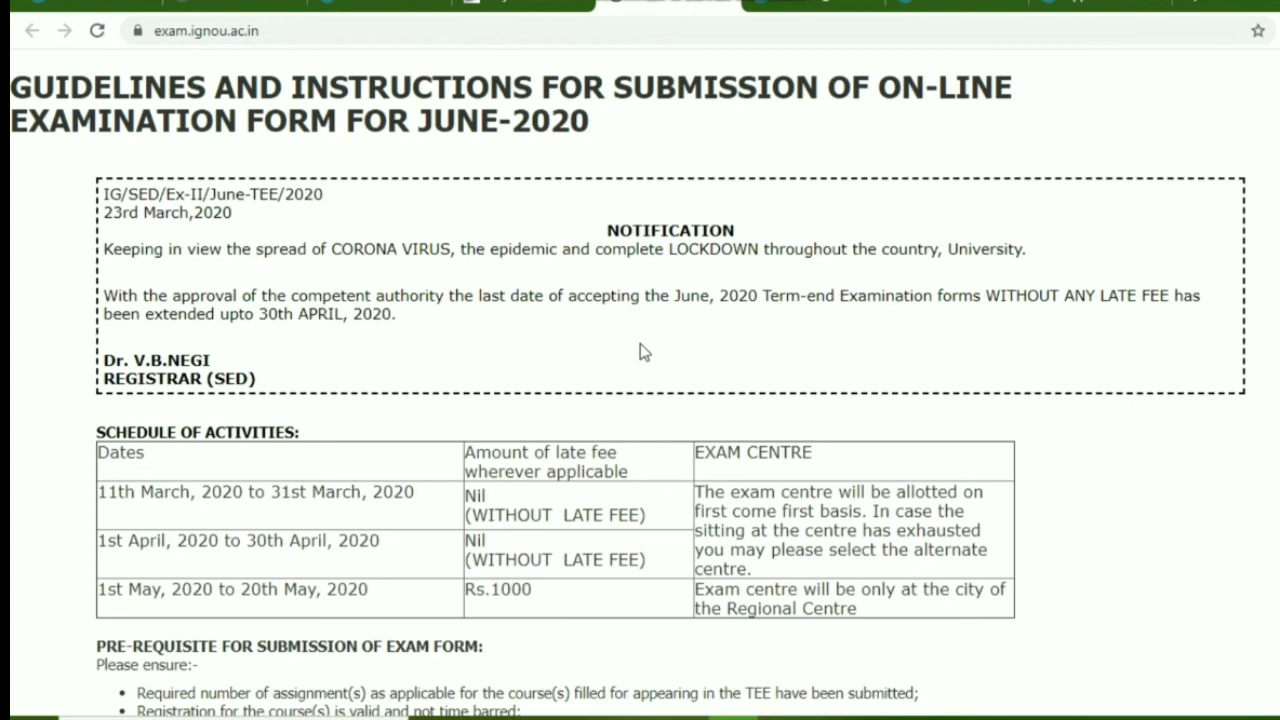 exam.ignou.ac.in
GUIDELINES AND INSTRUCTIONS FOR SUBMISSION OF ON-LINE
EXAMINATION FORM FOR JUNE-2020
IG/SED/Ex-II/June-TEE/2020
23rd March,2020
NOTIFICATION
Keeping in view the spread of CORONA VIRUS, the epidemic and complete LOCKDOWN throughout the country, University.
With the approval of the competent authority the last date of accepting the June, 2020 Term-end Examination forms WITHOUT ANY LATE FEE has
been extended upto 30th APRIL, 2020.
Dr. V.B.NEGI
REGISTRAR (SED)
SCHEDULE OF ACTIVITIES:
Dates
Amount of late fee
wherever applicable
EXAM CENTRE
11th March, 2020 to 31st March, 2020
Nil
(WITHOUT LATE FEE)
The exam centre will be allotted on
first come first basis. In case the
sitting at the centre has exhausted
you may please select the alternate
centre.
1st April, 2020 to 30th April, 2020
Nil
(WITHOUT LATE FEE)
1st May, 2020 to 20th May, 2020
Rs.1000
Exam centre will be only at the city of
the Regional Centre
PRE-REQUISITE FOR SUBMISSION OF EXAM FORM:
Please ensure:-
• Required number of assignment(s) as applicable for the course(s) filled for appearing in the TEE have been submitted;
• Registration for the course(s) is valid and not time barred;